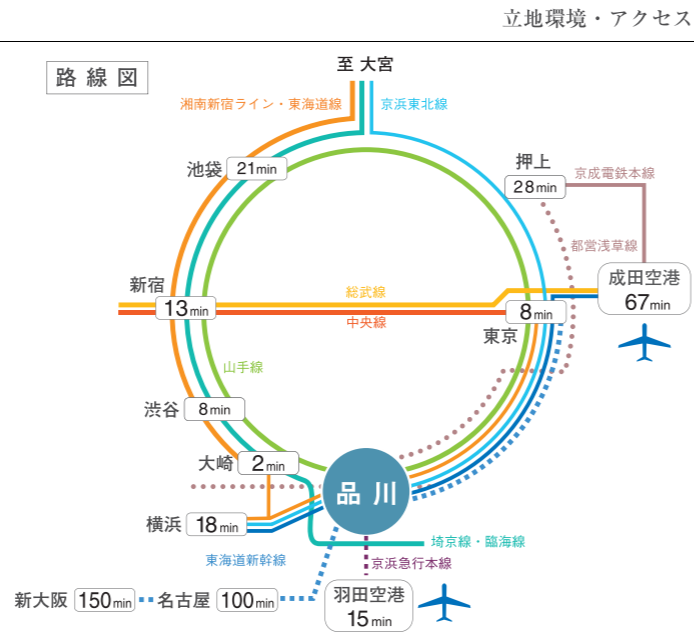 立地環境・アクセス
路線図
至 大宮
湘南新宿ライン・東海道線
京浜東北線
池袋 21min
押上
28min
京成電鉄本線
都営浅草線
新宿
13min
総武線
中央線
成田空港
67min
8min
東京
山手線
渋谷 8min
大崎 2min
品川
横浜 18min
埼京線・臨海線
東海道新幹線
京浜急行本線
新大阪 150min 名古屋 100min
羽田空港
15min